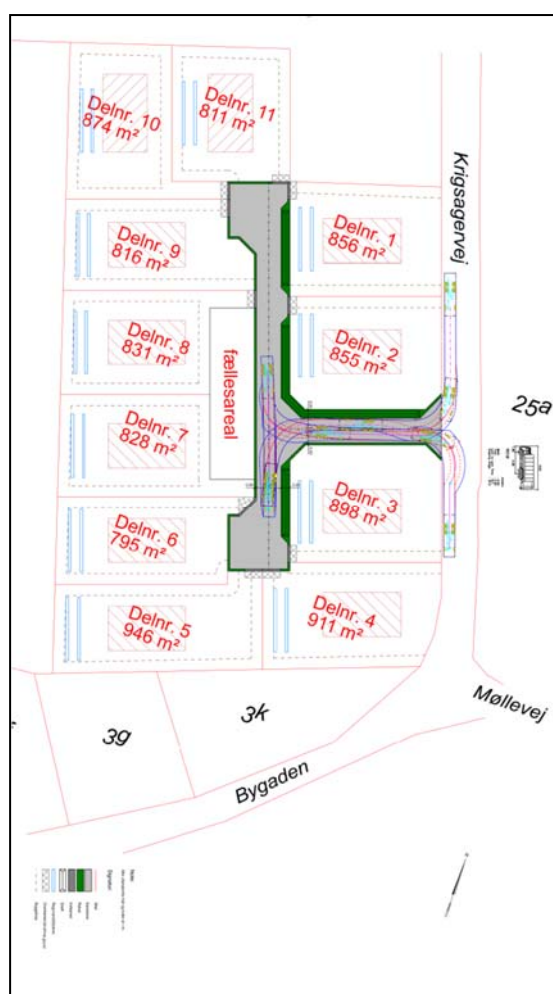 Delnr. 10
874 m²
Delnr. 11
811 m²
Krigsagervej
Delnr. 1
856 m²
Delnr. 9
816 m²
Delnr. 2
855 m²
Delnr. 8
831 m²
fællesareal
25a
Delnr. 7
828 m²
Delnr. 3
898 m²
Delnr. 6
795 m²
Delnr. 5
946 m²
Delnr. 4
911 m²
Møllevej
3k
3g
Bygaden